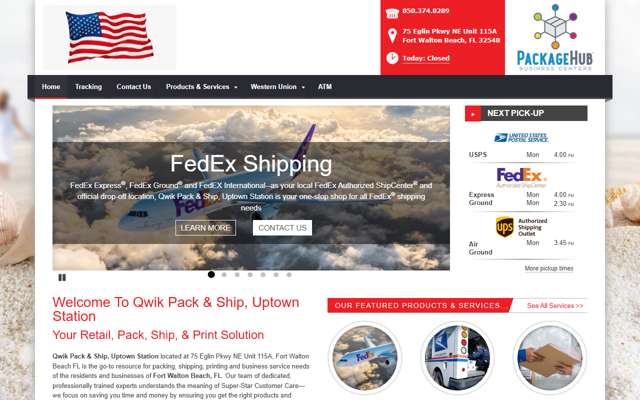 850.374.8289
75 Eglin Pkwy NE Unit 115A
Fort Walton Beach, FL 32548
Today: Closed
PACKAGEHUB
BUSINESS CENTERS
Home Tracking Contact Us Products & Services Western Union ATM
FedEx Shipping
FedEx Express®, FedEx Ground® and FedEX International–as your local FedEx Authorized ShipCenter® and
official drop-off location, Qwik Pack & Ship, Uptown Station is your one-stop shop for all FedEx® shipping
needs
LEARN MORE CONTACT US
NEXT PICK-UP
UNITED STATES
POSTAL SERVICE
USPS Mon 4:00 PM
FedEx
Authorized ShipCenter
Express Mon 4:00 PM
Ground Mon 2:30 PM
ups
Authorized
Shipping
Outlet
Air Mon 3:45 PM
Ground
More pickup times
Welcome To Qwik Pack & Ship, Uptown
Station
Your Retail, Pack, Ship, & Print Solution
Qwik Pack & Ship, Uptown Station located at 75 Eglin Pkwy NE Unit 115A, Fort Walton
Beach FL is the go-to resource for packing, shipping, printing and business service needs
of the residents and businesses of Fort Walton Beach, FL. Our team of dedicated,
professionally trained experts understands the meaning of Super-Star Customer Care—
we focus on saving you time and money by ensuring you get the right products and
OUR FEATURED PRODUCTS & SERVICES...
See All Services >>